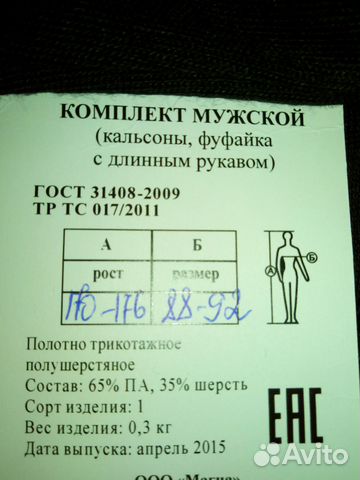 КОМПЛЕКТ МУЖСКОЙ
(кальсоны, фуфайка
с длинным рукавом)
ГОСТ 31408-2009
ТР ТС 017/2011
А Б
рост размер
170-176 88-92
А Б
Полотно трикотажное
полушерстяное
Состав: 65% ПА, 35% шерсть
Сорт изделия: 1
Вес изделия: 0,3 кг
Дата выпуска: апрель 2015
ЕАС
ООО «Магна»
Avito